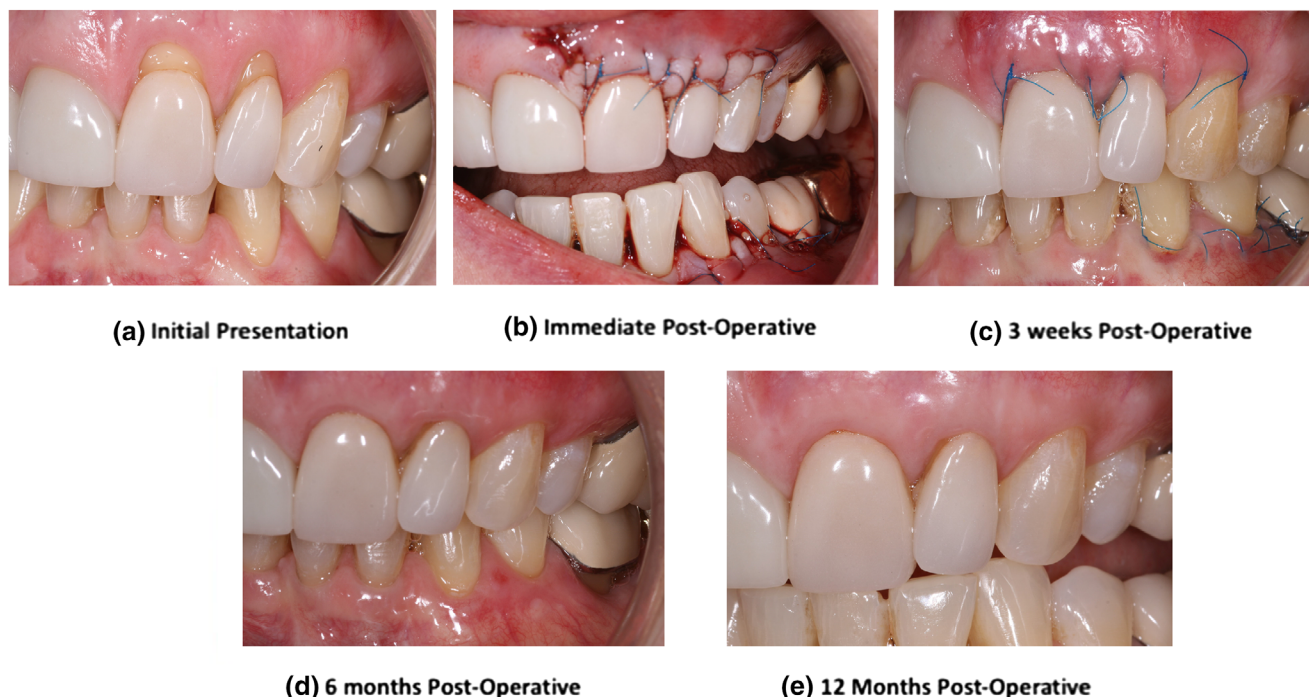 (a) Initial Presentation
(b) Immediate Post-Operative
(c) 3 weeks Post-Operative
(d) 6 months Post-Operative
(e) 12 Months Post-Operative